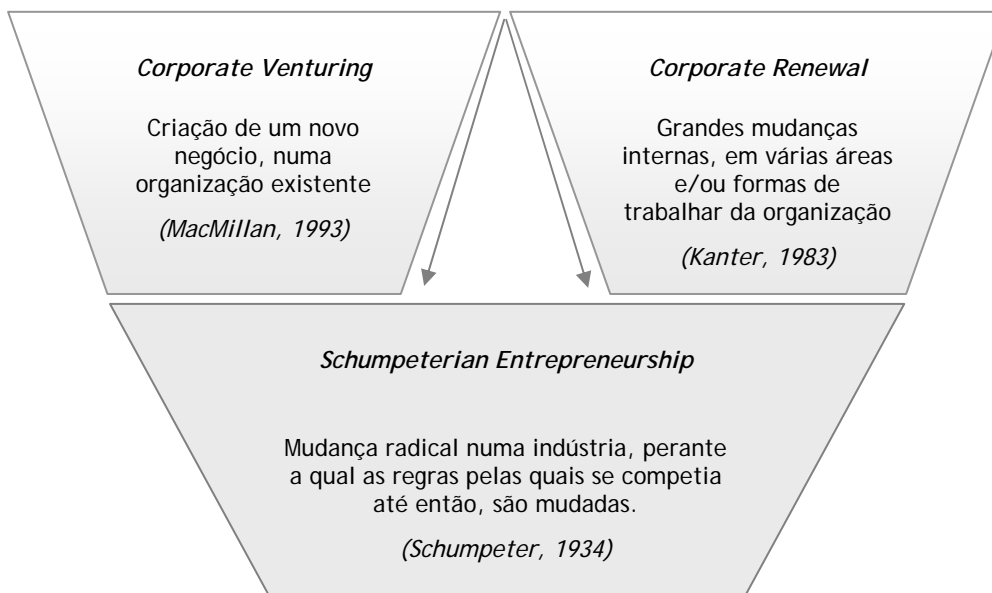 Corporate Venturing
Criação de um novo
negócio, numa
organização existente
(MacMillan, 1993)
Corporate Renewal
Grandes mudanças
internas, em várias áreas
e/ou formas de
trabalhar da organização
(Kanter, 1983)
Schumpeterian Entrepreneurship
Mudança radical numa indústria, perante
a qual as regras pelas quais se competia
até então, são mudadas.
(Schumpeter, 1934)